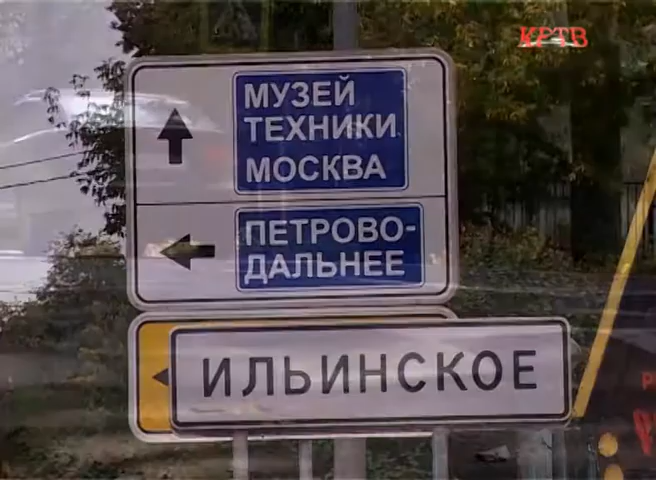 КРТВ
МУЗЕЙ
ТЕХНИКИ
МОСКВА
ПЕТРОВО-
ДАЛЬНЕЕ
ИЛЬИНСКОЕ